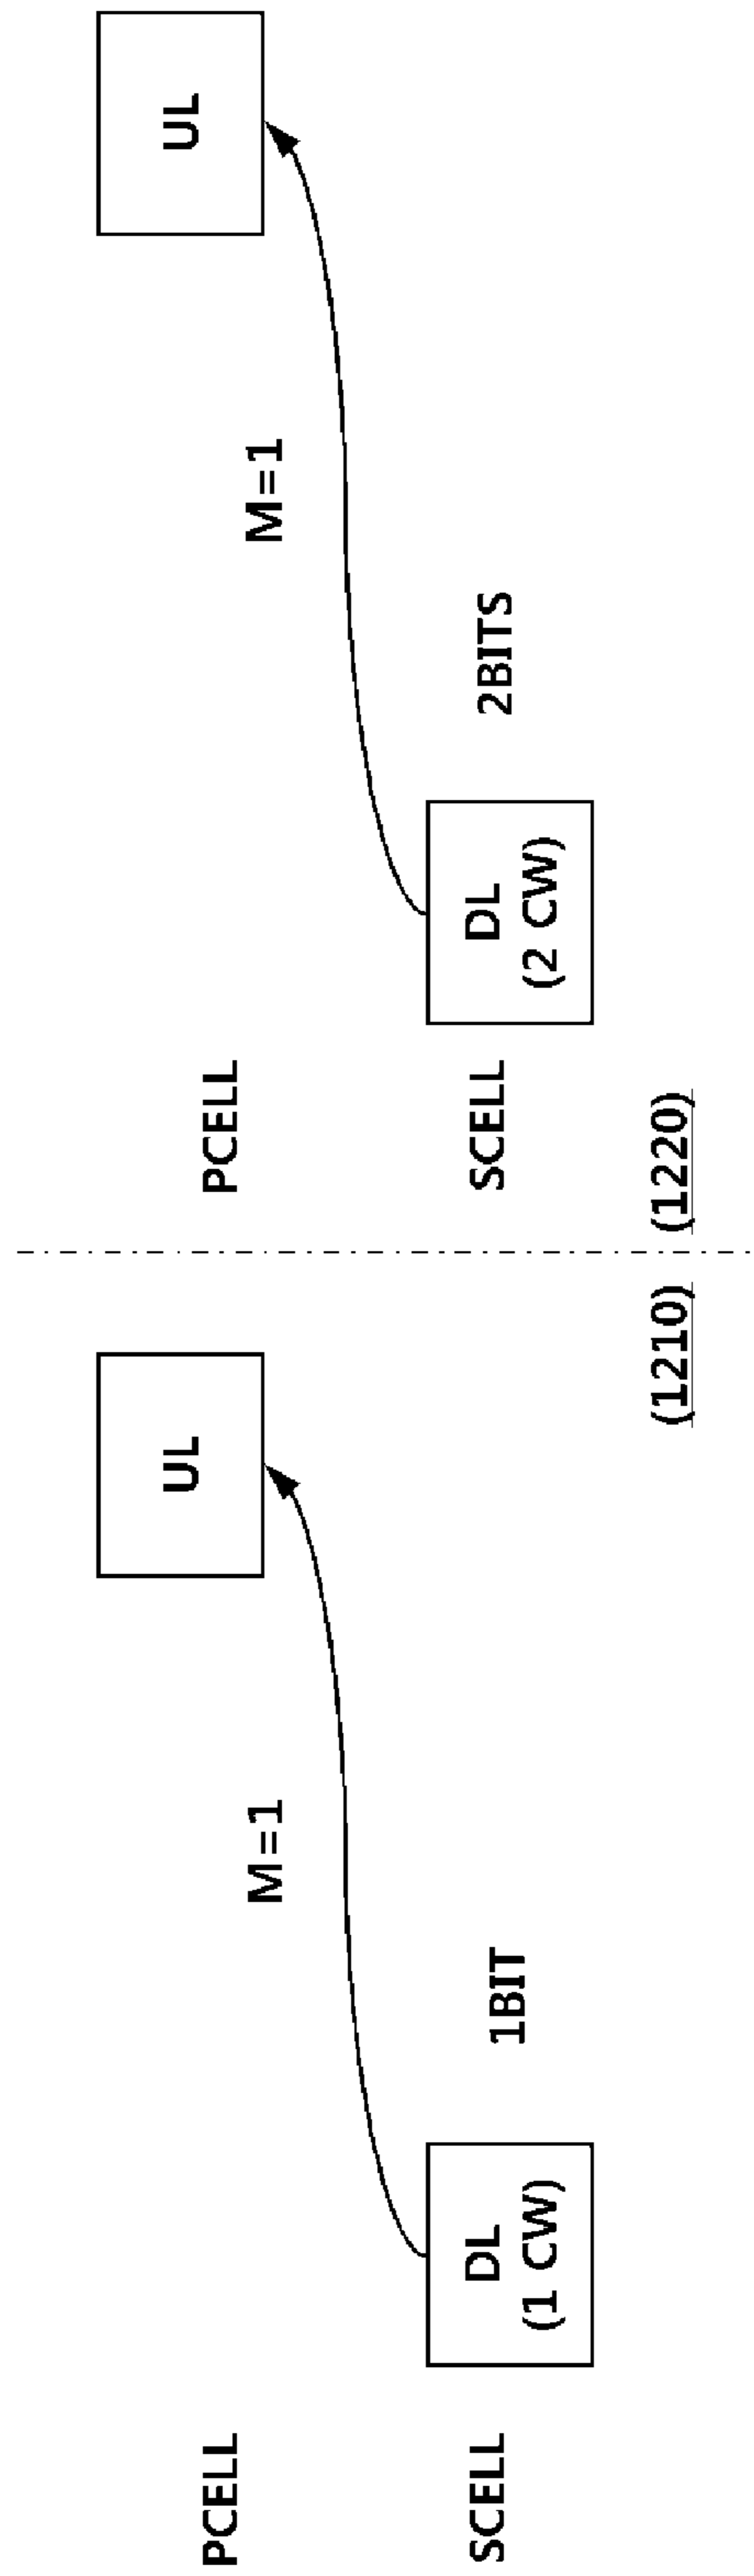 PCELL
UL
M=1
1BIT
SCELL
DL
(1 CW)
(1210)
PCELL
UL
M=1
2BITS
SCELL
DL
(2 CW)
(1220)